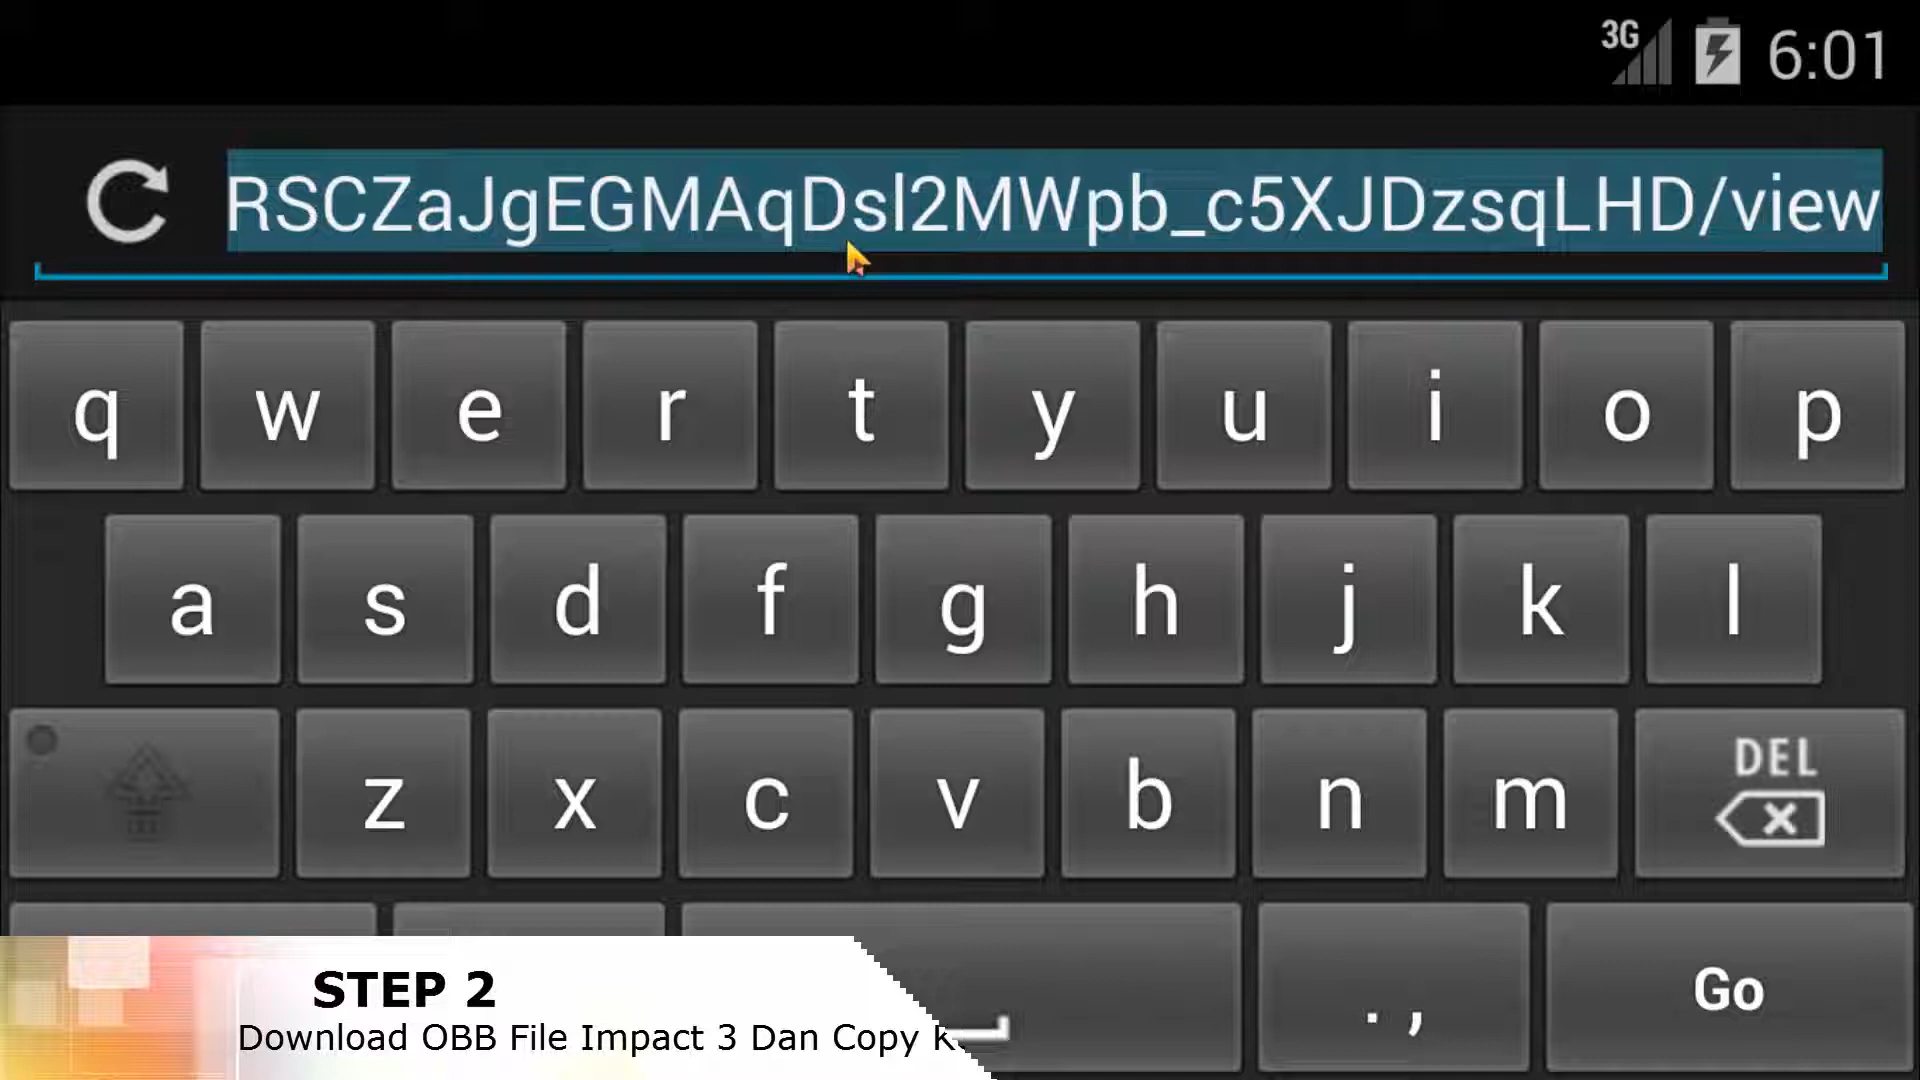 3G 6:01
RSCZaJgEGMAqDsl2MWpb_c5XJDzsqLHD/view
q w e r t y u i o p
a s d f g h j k l
z x c v b n m DEL
. , Go
STEP 2
Download OBB File Impact 3 Dan Copy